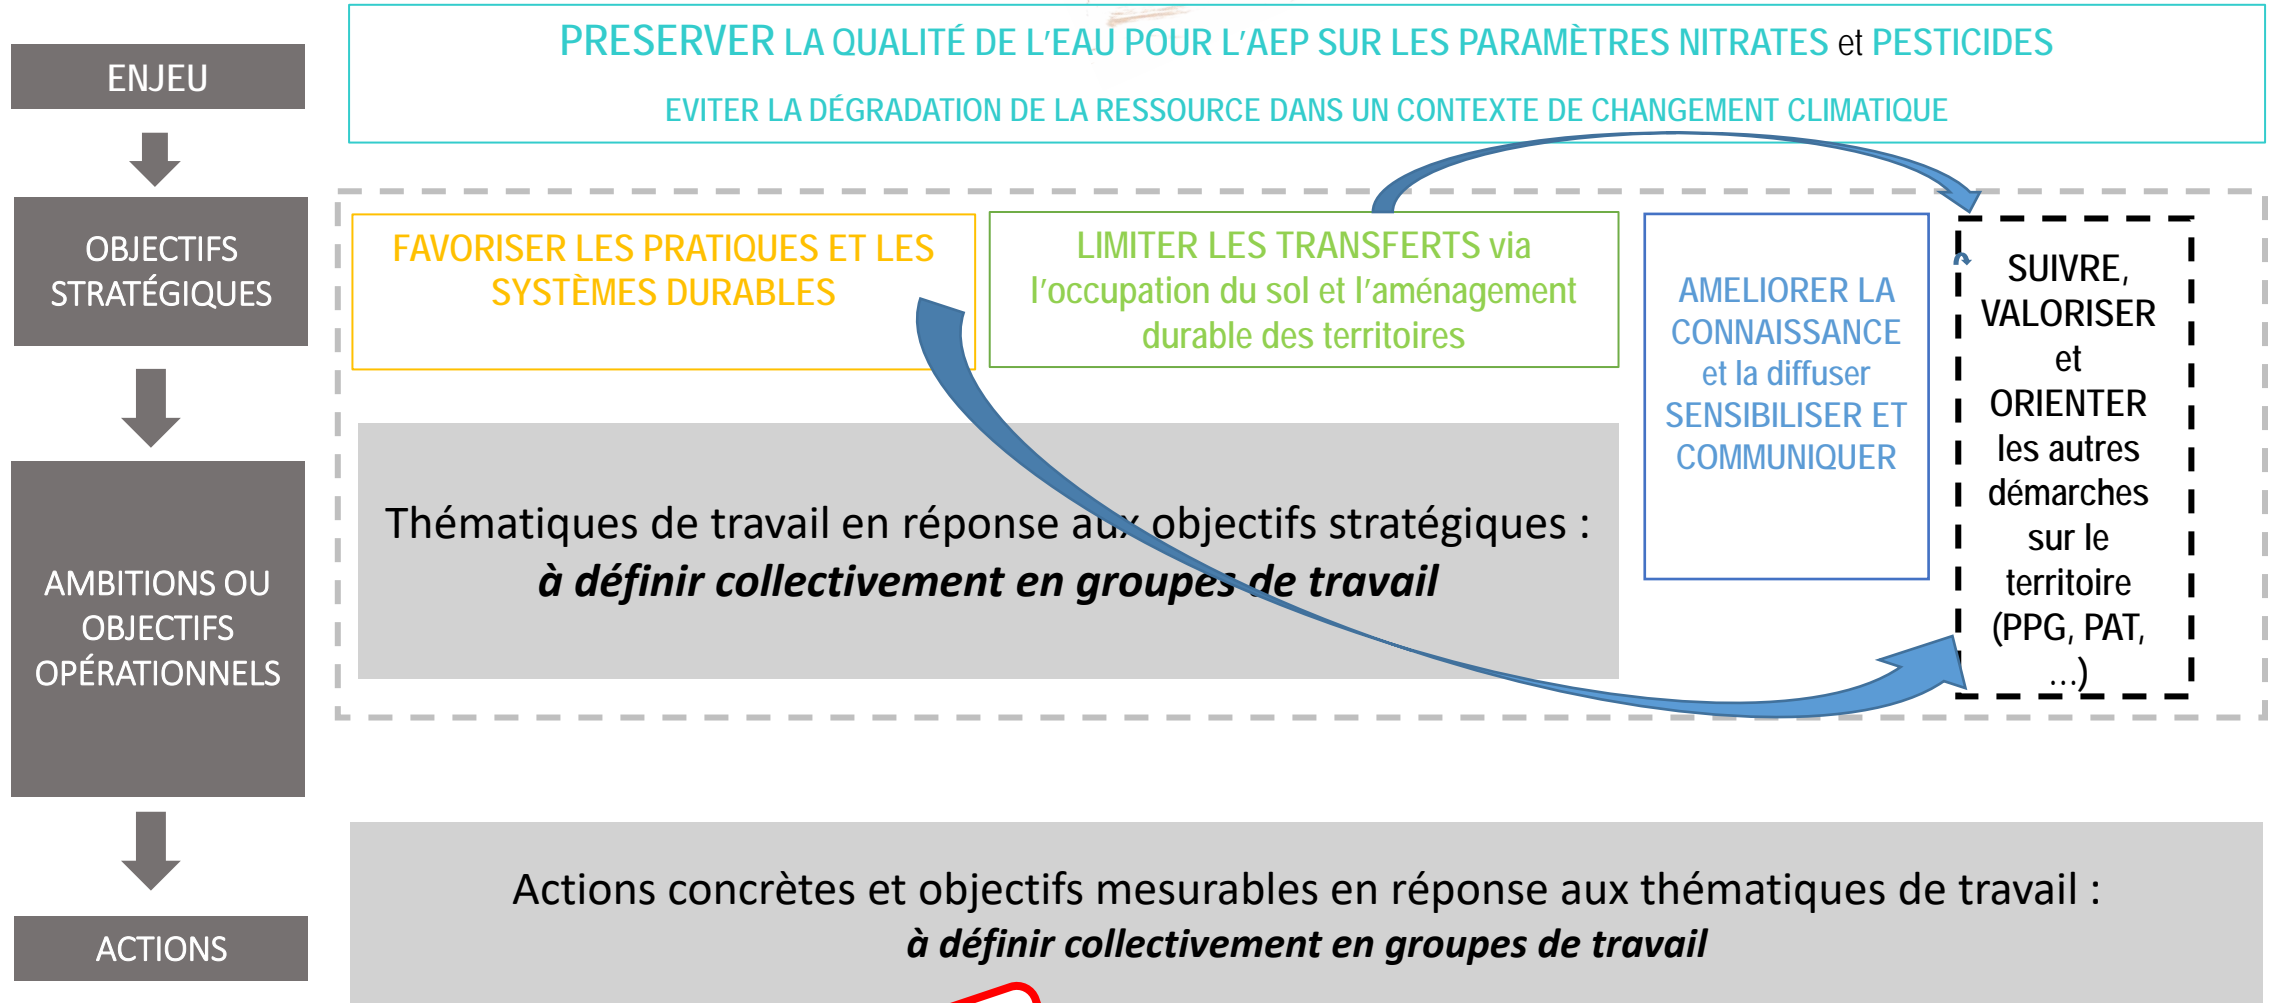 ENJEU
PRESERVER LA QUALITÉ DE L'EAU POUR L'AEP SUR LES PARAMÈTRES NITRATES et PESTICIDES
EVITER LA DÉGRADATION DE LA RESSOURCE DANS UN CONTEXTE DE CHANGEMENT CLIMATIQUE
OBJECTIFS
STRATÉGIQUES
FAVORISER LES PRATIQUES ET LES
SYSTÈMES DURABLES
LIMITER LES TRANSFERTS via
l'occupation du sol et l'aménagement
durable des territoires
AMELIORER LA
CONNAISSANCE
et la diffuser
SENSIBILISER ET
COMMUNIQUER
SUIVRE,
VALORISER
et
ORIENTER
les autres
démarches
sur le
territoire
(PPG, PAT,
…)
AMBITIONS OU
OBJECTIFS
OPÉRATIONNELS
Thématiques de travail en réponse aux objectifs stratégiques :
à définir collectivement en groupes de travail
ACTIONS
Actions concrètes et objectifs mesurables en réponse aux thématiques de travail :
à définir collectivement en groupes de travail